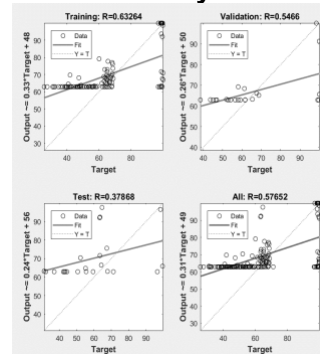 Training: R=0.63264
Output ~= 0.33*Target + 48
100
90
80
70
60
50
40
30
Data
Fit
Y = T
40 60 80
Target
Validation: R=0.5466
Output ~= 0.26*Target + 50
90
80
70
60
50
40
Data
Fit
Y = T
40 50 60 70 80 90
Target
Test: R=0.37868
Output ~= 0.24*Target + 56
90
80
70
60
50
40
Data
Fit
Y = T
40 60 80
Target
All: R=0.57652
Output ~= 0.31*Target + 49
100
90
80
70
60
50
40
30
Data
Fit
Y = T
40 60 80
Target